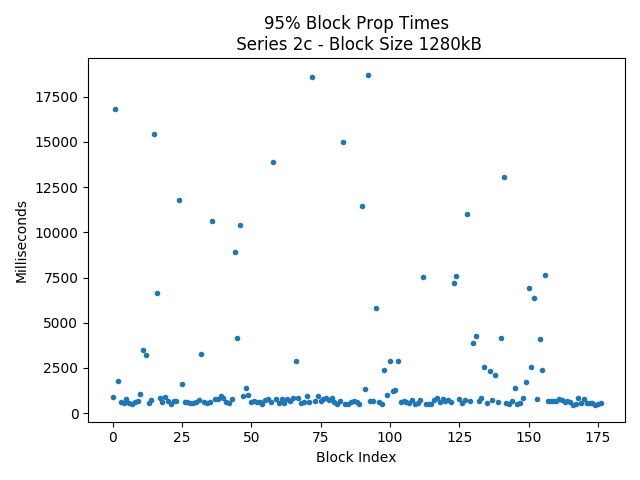 95% Block Prop Times
Series 2c - Block Size 1280kB
Milliseconds
17500
15000
12500
10000
7500
5000
2500
0
0 25 50 75 100 125 150 175
Block Index